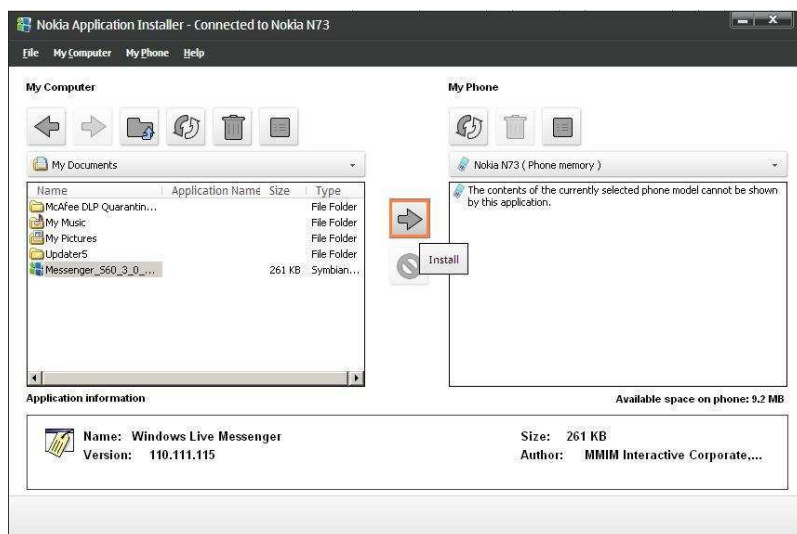 Nokia Application Installer - Connected to Nokia N73
File My Computer My Phone Help
My Computer
My Phone
My Documents
Nokia N73 ( Phone memory )
Name Application Name Size Type
McAfee DLP Quarantin... File Folder
My Music File Folder
My Pictures File Folder
Updater5 File Folder
Messenger_S60_3_0_... 261 KB Symbian...
The contents of the currently selected phone model cannot be shown
by this application.
Install
Application information
Available space on phone: 9.2 MB
Name: Windows Live Messenger
Size: 261 KB
Version: 110.111.115
Author: MMIM Interactive Corporate,...